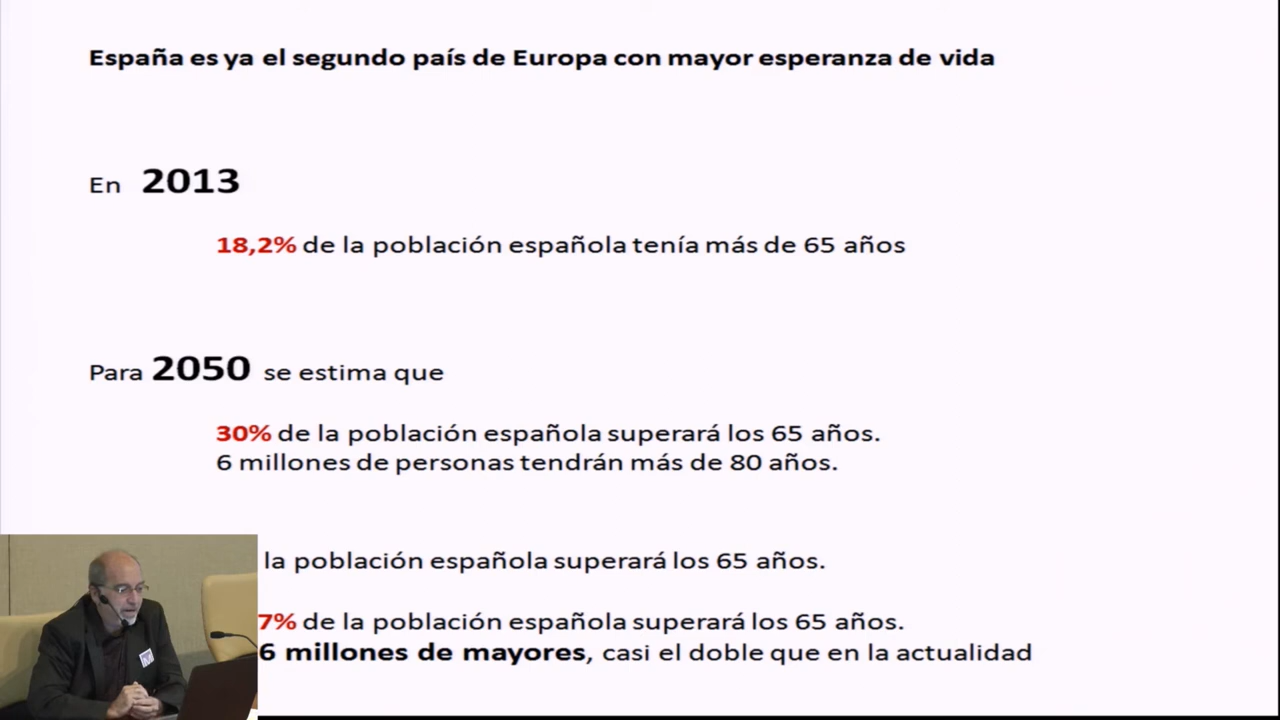 España es ya el segundo país de Europa con mayor esperanza de vida
En 2013
18,2% de la población española tenía más de 65 años
Para 2050 se estima que
30% de la población española superará los 65 años.
6 millones de personas tendrán más de 80 años.
la población española superará los 65 años.
7% de la población española superará los 65 años.
6 millones de mayores, casi el doble que en la actualidad